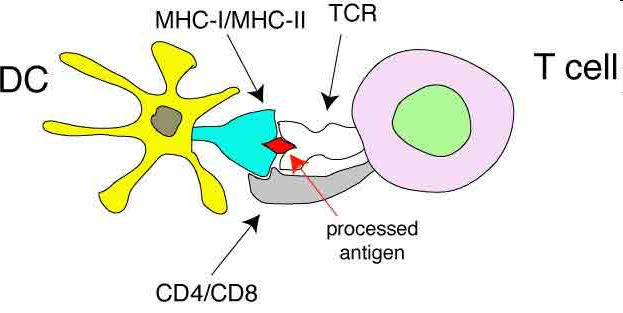 MHC-I/MHC-II
TCR
DC
T cell
processed
antigen
CD4/CD8